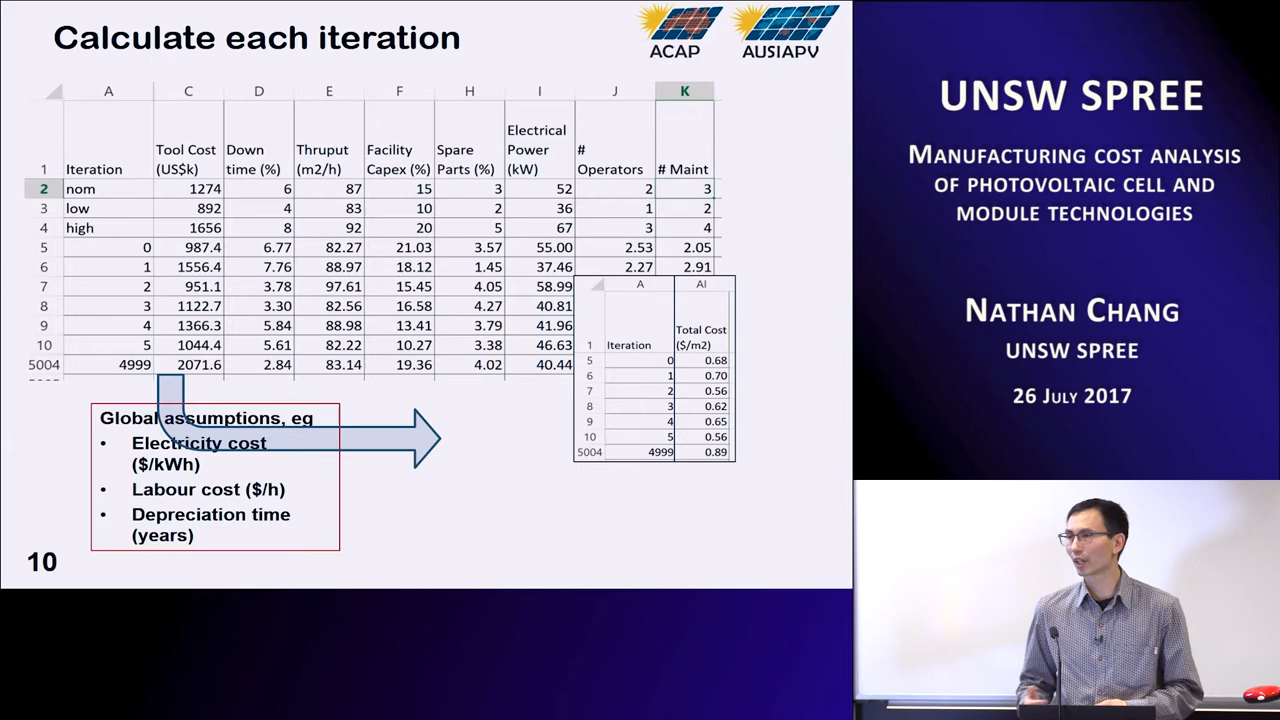 Calculate each iteration
ACAP
AUSIAPV
A C D E F H I J K
1 Iteration Tool Cost (US$k) Down time (%) Thruput (m2/h) Facility Capex (%) Spare Parts (%) Electrical Power (kW) # Operators # Maint
2 nom 1274 6 87 15 3 52 2 3
3 low 892 4 83 10 2 36 1 2
4 high 1656 8 92 20 5 67 3 4
5 0 987.4 6.77 82.27 21.03 3.57 55.00 2.53 2.05
6 1 1556.4 7.76 88.97 18.12 1.45 37.46 2.27 2.91
7 2 951.1 3.78 97.61 15.45 4.05 58.99
8 3 1122.7 3.30 82.56 16.58 4.27 40.81
9 4 1366.3 5.84 88.98 13.41 3.79 41.96
10 5 1044.4 5.61 82.22 10.27 3.38 46.63
5004 4999 2071.6 2.84 83.14 19.36 4.02 40.44
A AI
1 Iteration Total Cost ($/m2)
5 0 0.68
6 1 0.70
7 2 0.56
8 3 0.62
9 4 0.65
10 5 0.56
5004 4999 0.89
Global assumptions, eg
• Electricity cost
($/kWh)
• Labour cost ($/h)
• Depreciation time
(years)
10
UNSW SPREE
MANUFACTURING COST ANALYSIS
OF PHOTOVOLTAIC CELL AND
MODULE TECHNOLOGIES
NATHAN CHANG
UNSW SPREE
26 JULY 2017